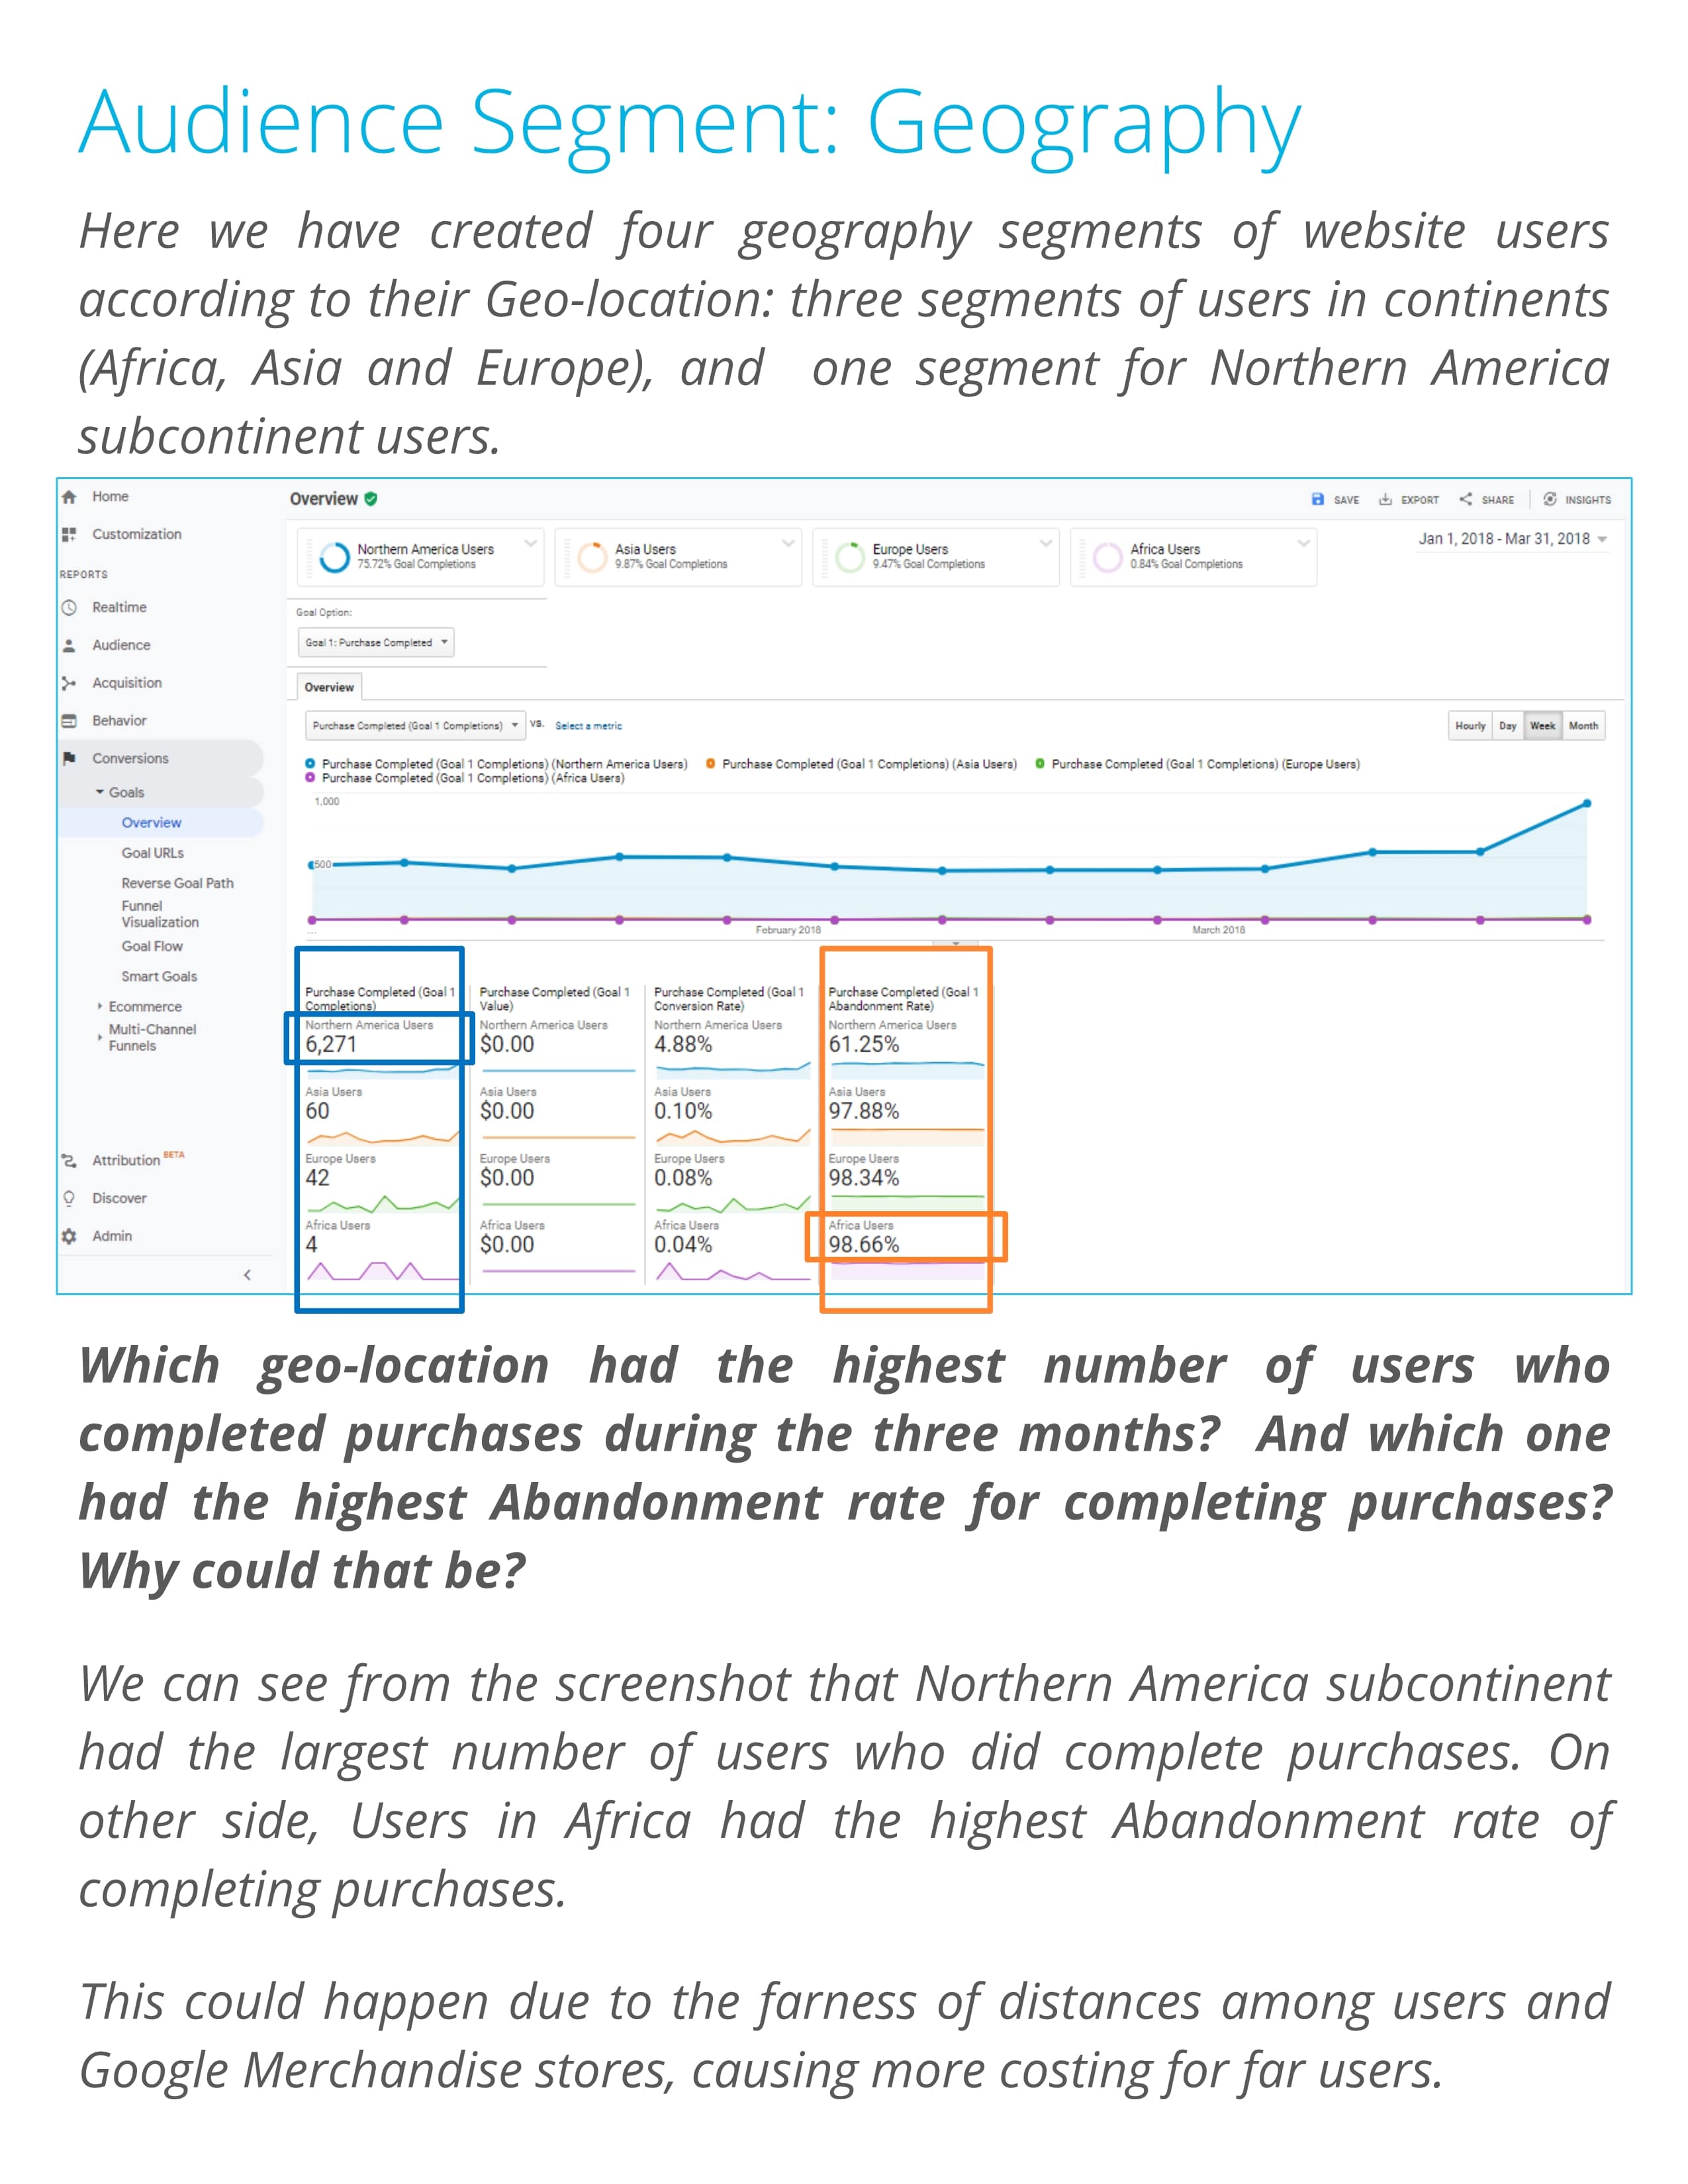 Audience Segment: Geography
Here we have created four geography segments of website users
according to their Geo-location: three segments of users in continents
(Africa, Asia and Europe), and one segment for Northern America
subcontinent users.
Home
Customization
REPORTS
Realtime
Audience
Acquisition
Behavior
Conversions
Goals
Overview
Goal URLs
Reverse Goal Path
Funnel
Visualization
Goal Flow
Smart Goals
Ecommerce
Multi-Channel
Funnels
Attribution BETA
Discover
Admin
Overview
SAVE EXPORT SHARE INSIGHTS
Jan 1, 2018 - Mar 31, 2018
Northern America Users
75.72% Goal Completions
Asia Users
9.87% Goal Completions
Europe Users
9.47% Goal Completions
Africa Users
0.84% Goal Completions
Goal Option:
Goal 1: Purchase Completed
Overview
Purchase Completed (Goal 1 Completions) VS. Select a metric
Hourly Day Week Month
Purchase Completed (Goal 1 Completions) (Northern America Users) Purchase Completed (Goal 1 Completions) (Asia Users) Purchase Completed (Goal 1 Completions) (Europe Users)
Purchase Completed (Goal 1 Completions) (Africa Users)
1,000
500
... February 2018 March 2018
Purchase Completed (Goal 1
Completions)
Northern America Users
6,271
Asia Users
60
Europe Users
42
Africa Users
4
Purchase Completed (Goal 1
Value)
Northern America Users
$0.00
Asia Users
$0.00
Europe Users
$0.00
Africa Users
$0.00
Purchase Completed (Goal 1
Conversion Rate)
Northern America Users
4.88%
Asia Users
0.10%
Europe Users
0.08%
Africa Users
0.04%
Purchase Completed (Goal 1
Abandonment Rate)
Northern America Users
61.25%
Asia Users
97.88%
Europe Users
98.34%
Africa Users
98.66%
Which geo-location had the highest number of users who
completed purchases during the three months? And which one
had the highest Abandonment rate for completing purchases?
Why could that be?
We can see from the screenshot that Northern America subcontinent
had the largest number of users who did complete purchases. On
other side, Users in Africa had the highest Abandonment rate of
completing purchases.
This could happen due to the farness of distances among users and
Google Merchandise stores, causing more costing for far users.